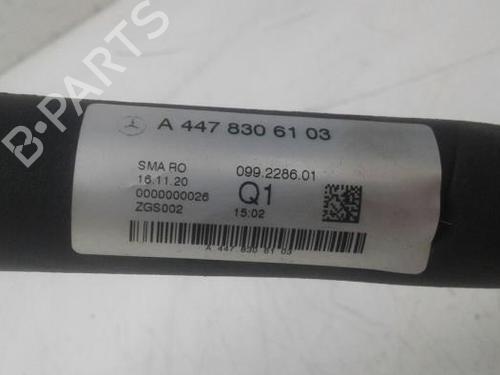 A 447 830 61 03
SMA RO
099.2286.01
16.11.20
0000000026
Q1
ZGS002
15:02
A 447 830 61 03
B-PARTS